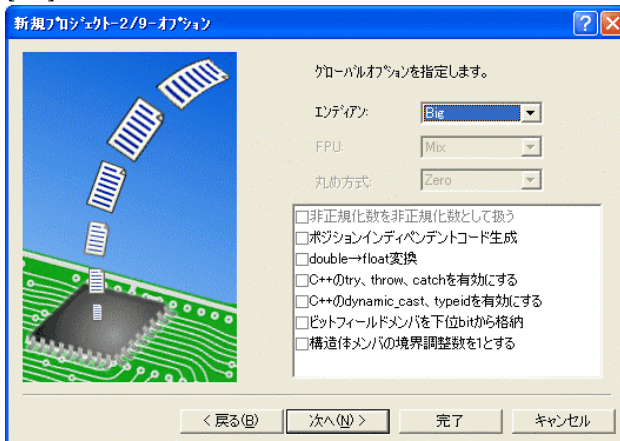 新規プロジェクト-2/9-オプション
グローバルオプションを指定します。
エンディアン: Big
FPU: Mix
丸め方式: Zero
非正規化数を非正規化数として扱う
ポジションインディペンデントコード生成
double→float変換
C++のtry、throw、catchを有効にする
C++のdynamic_cast、typeidを有効にする
ビットフィールドメンバを下位bitから格納
構造体メンバの境界調整数を1とする
< 戻る(B) 次へ(N) > 完了 キャンセル